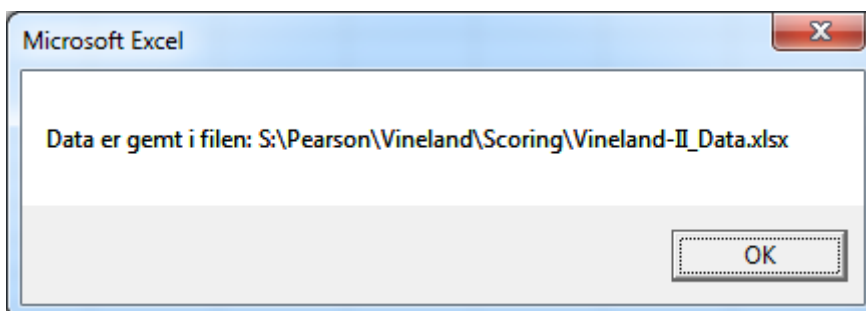 Microsoft Excel
Data er gemt i filen: S:\Pearson\Vineland\Scoring\Vineland-II_Data.xlsx
OK